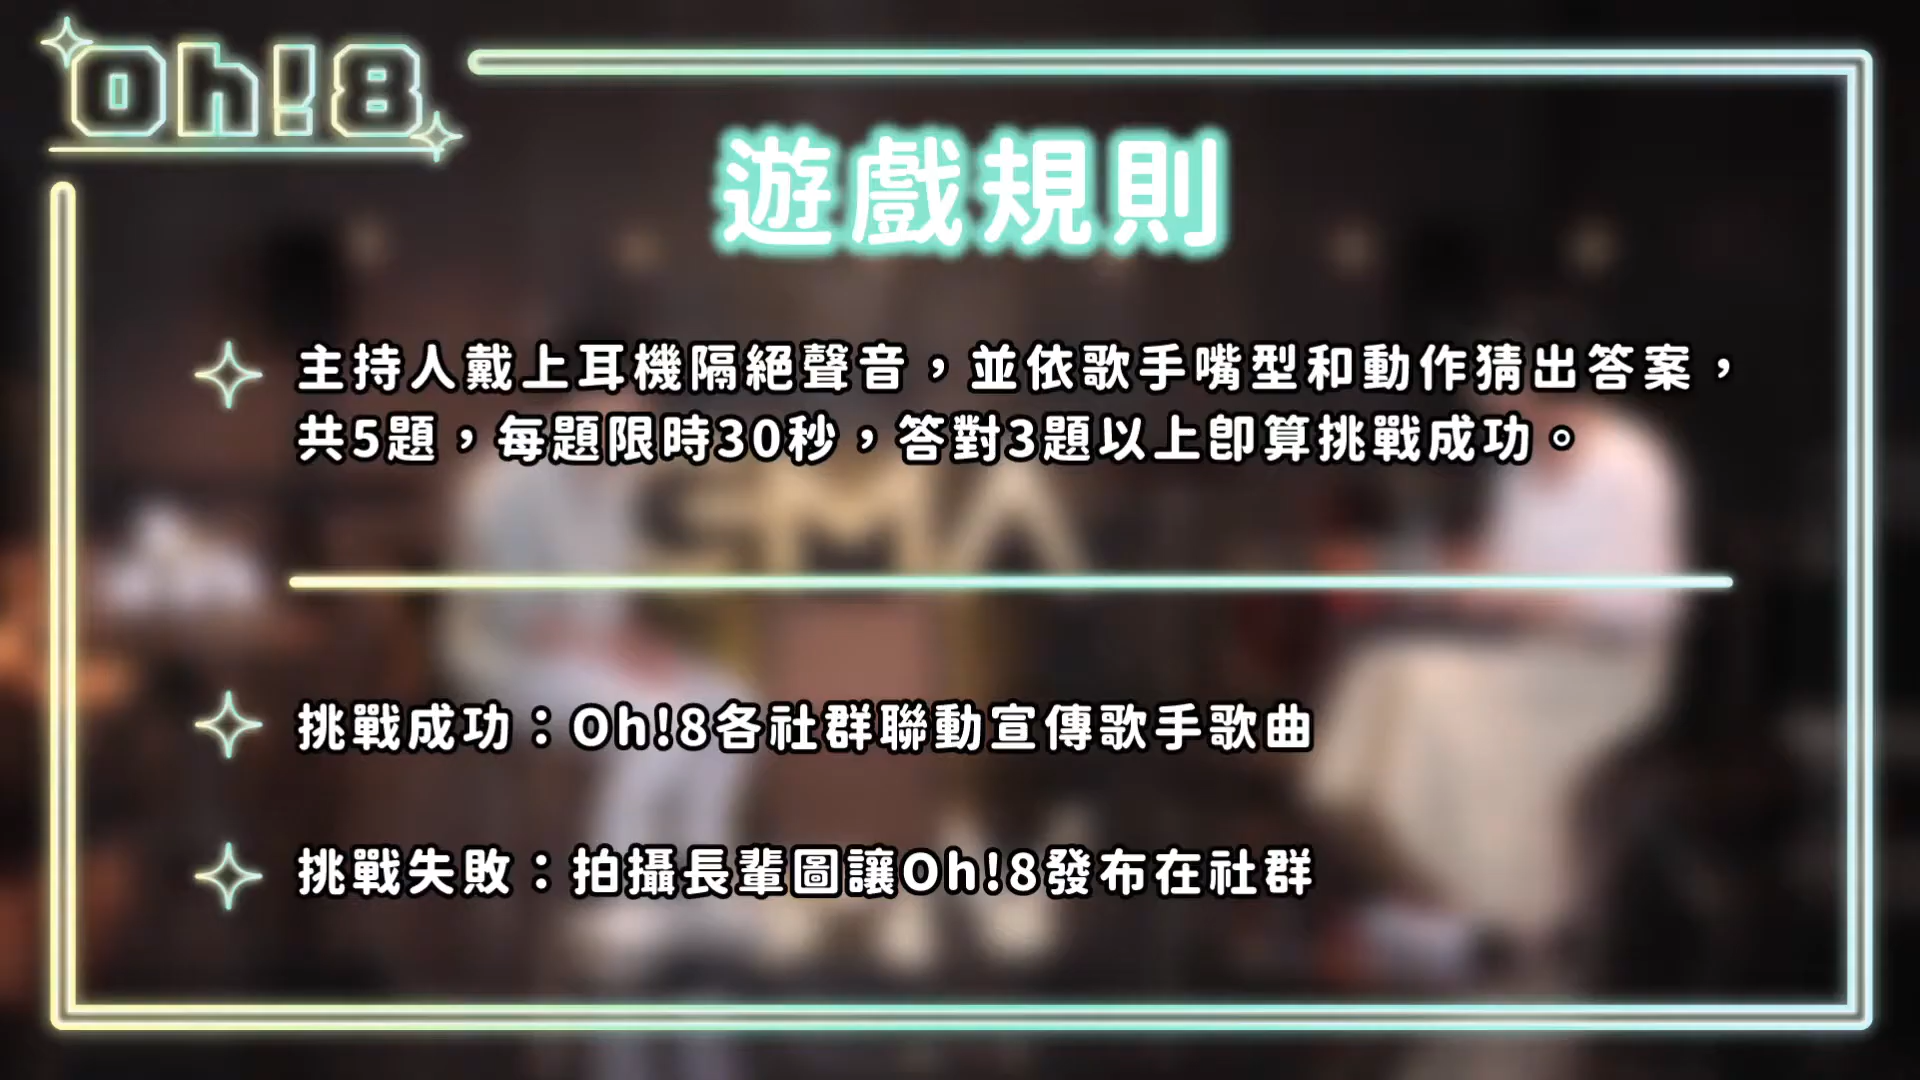 Oh!8
遊戲規則
主持人戴上耳機隔絕聲音，並依歌手嘴型和動作猜出答案，
共5題，每題限時30秒，答對3題以上即算挑戰成功。
挑戰成功：Oh!8各社群聯動宣傳歌手歌曲
挑戰失敗：拍攝長輩圖讓Oh!8發布在社群